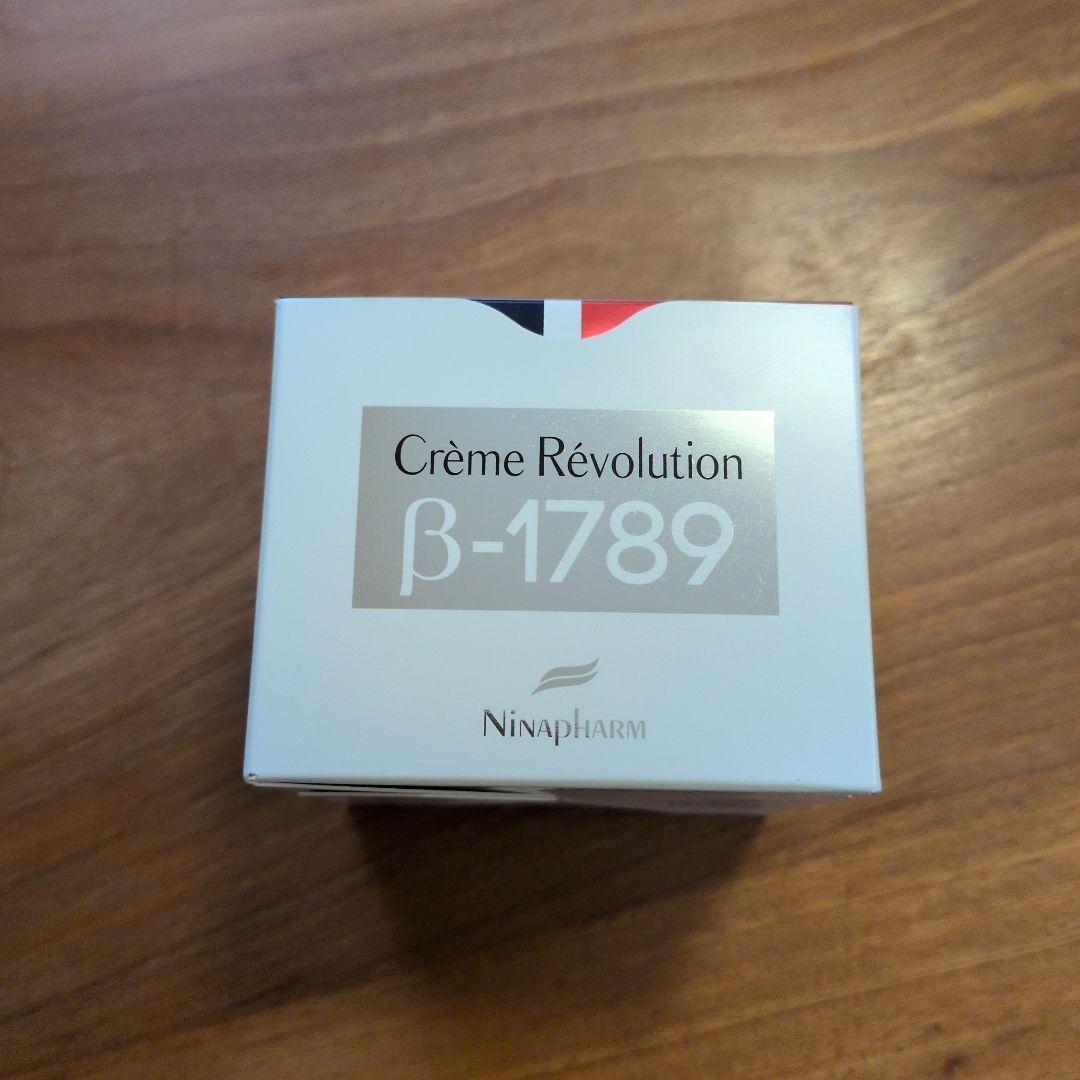 Crème Révolution
β-1789
NINAPHARM